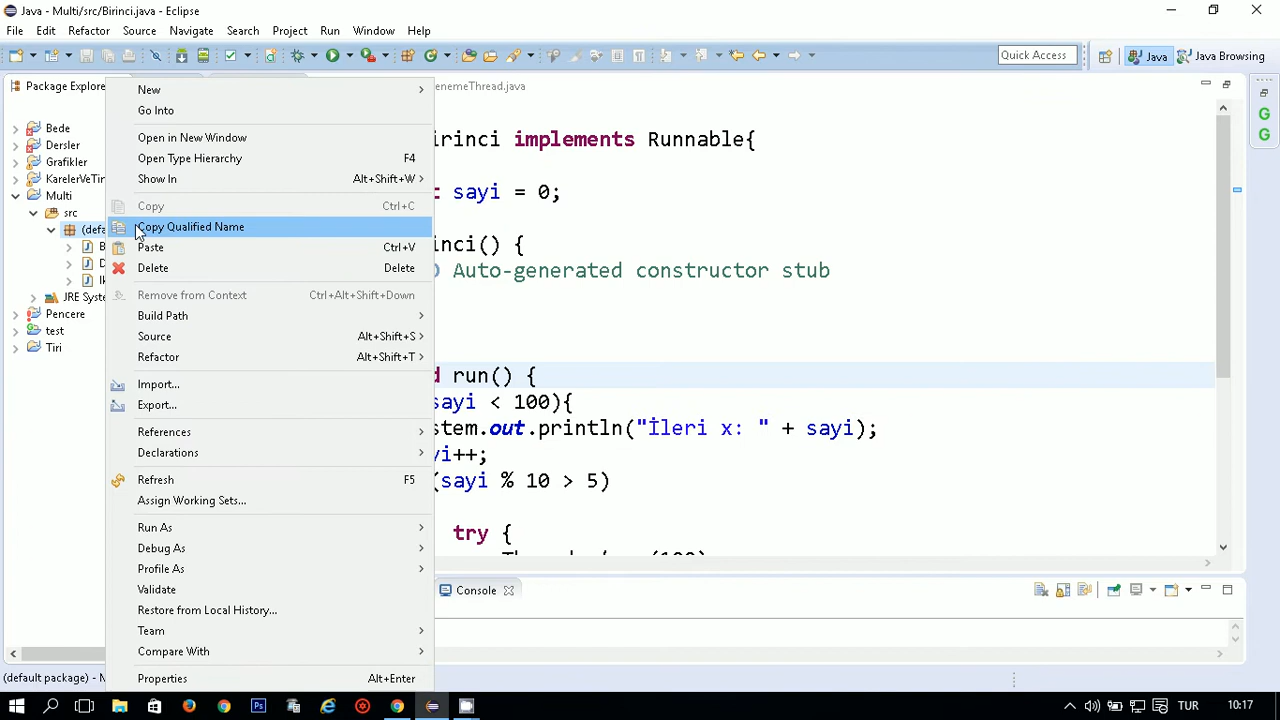 Java - Multi/src/Birinci.java - Eclipse
File Edit Refactor Source Navigate Search Project Run Window Help
Quick Access Java Java Browsing
Package Explore
enemeThread.java
Bede
Dersler
Grafikler
KarelerVeTir
Multi
src
(defa
JRE Syste
Pencere
test
Tiri
New
Go Into
Open in New Window
Open Type Hierarchy F4
Show In Alt+Shift+W
Copy Ctrl+C
Copy Qualified Name
Paste Ctrl+V
Delete Delete
Remove from Context Ctrl+Alt+Shift+Down
Build Path
Source Alt+Shift+S
Refactor Alt+Shift+T
Import...
Export...
References
Declarations
Refresh F5
Assign Working Sets...
Run As
Debug As
Profile As
Validate
Restore from Local History...
Team
Compare With
Properties Alt+Enter
irinci implements Runnable{
t sayi = 0;
inci() {
Auto-generated constructor stub
d run() {
sayi < 100){
stem.out.println("İleri x: " + sayi);
yi++;
(sayi % 10 > 5)
try {
Console
(default package) - M
TUR 10:17